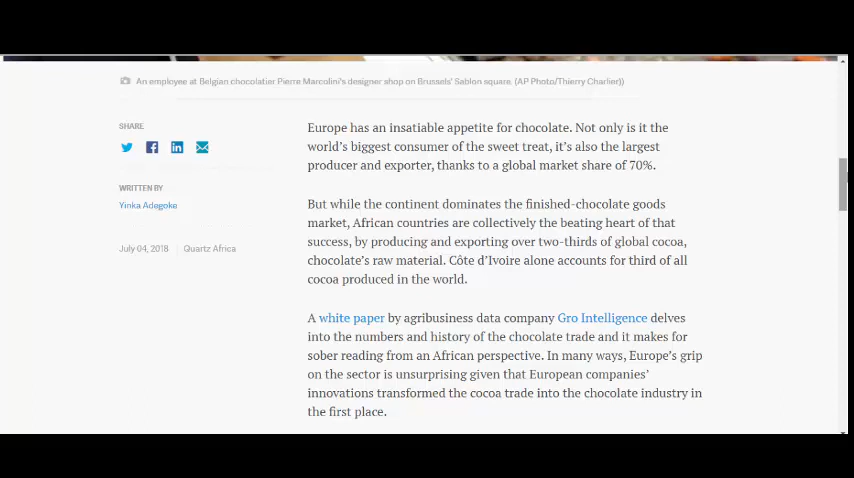 An employee at Belgian chocolatier Pierre Marcolini's designer shop on Brussels' Sablon square. (AP Photo/Thierry Charlier))
SHARE
WRITTEN BY
Yinka Adegoke
July 04, 2018 | Quartz Africa
Europe has an insatiable appetite for chocolate. Not only is it the
world's biggest consumer of the sweet treat, it's also the largest
producer and exporter, thanks to a global market share of 70%.
But while the continent dominates the finished-chocolate goods
market, African countries are collectively the beating heart of that
success, by producing and exporting over two-thirds of global cocoa,
chocolate's raw material. Côte d'Ivoire alone accounts for third of all
cocoa produced in the world.
A white paper by agribusiness data company Gro Intelligence delves
into the numbers and history of the chocolate trade and it makes for
sober reading from an African perspective. In many ways, Europe's grip
on the sector is unsurprising given that European companies'
innovations transformed the cocoa trade into the chocolate industry in
the first place.